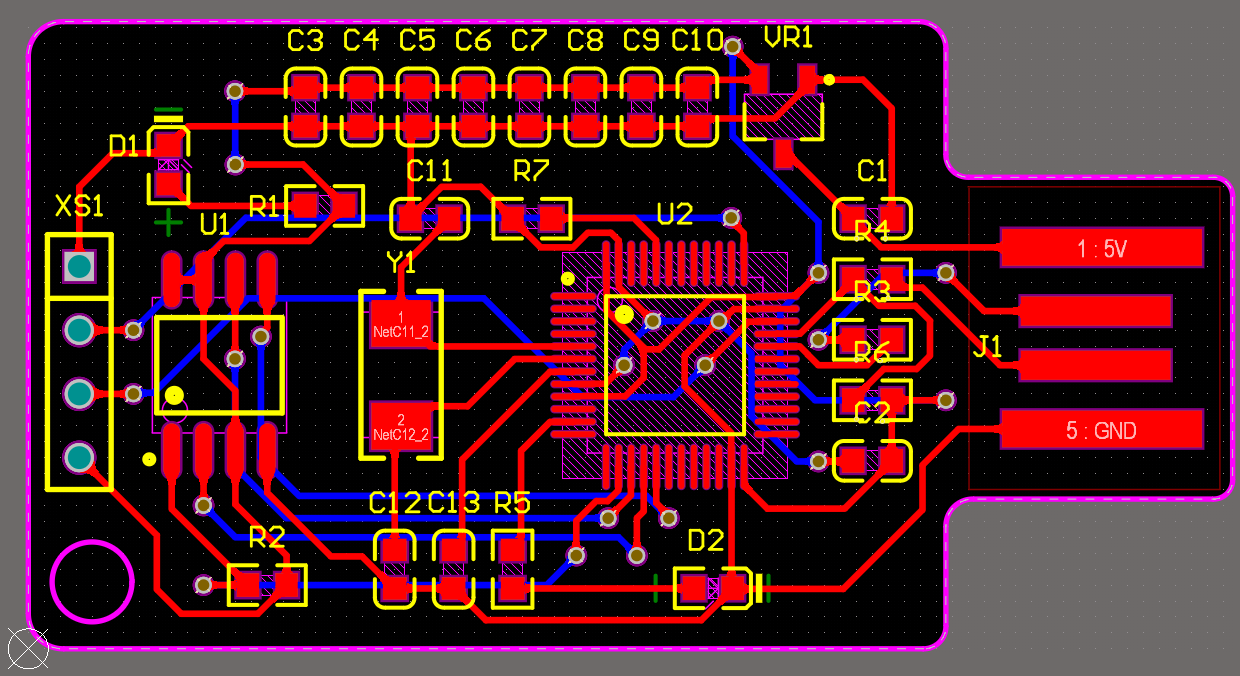 C3 C4 C5 C6 C7 C8 C9 C10 VR1
D1
C11 R7 C1
XS1 R1 U1 U2
R4
1 : 5V
Y1
R3
1
NetC11_2
J1
R6
2
NetC12_2
C2
5 : GND
C12 C13 R5
R2 D2